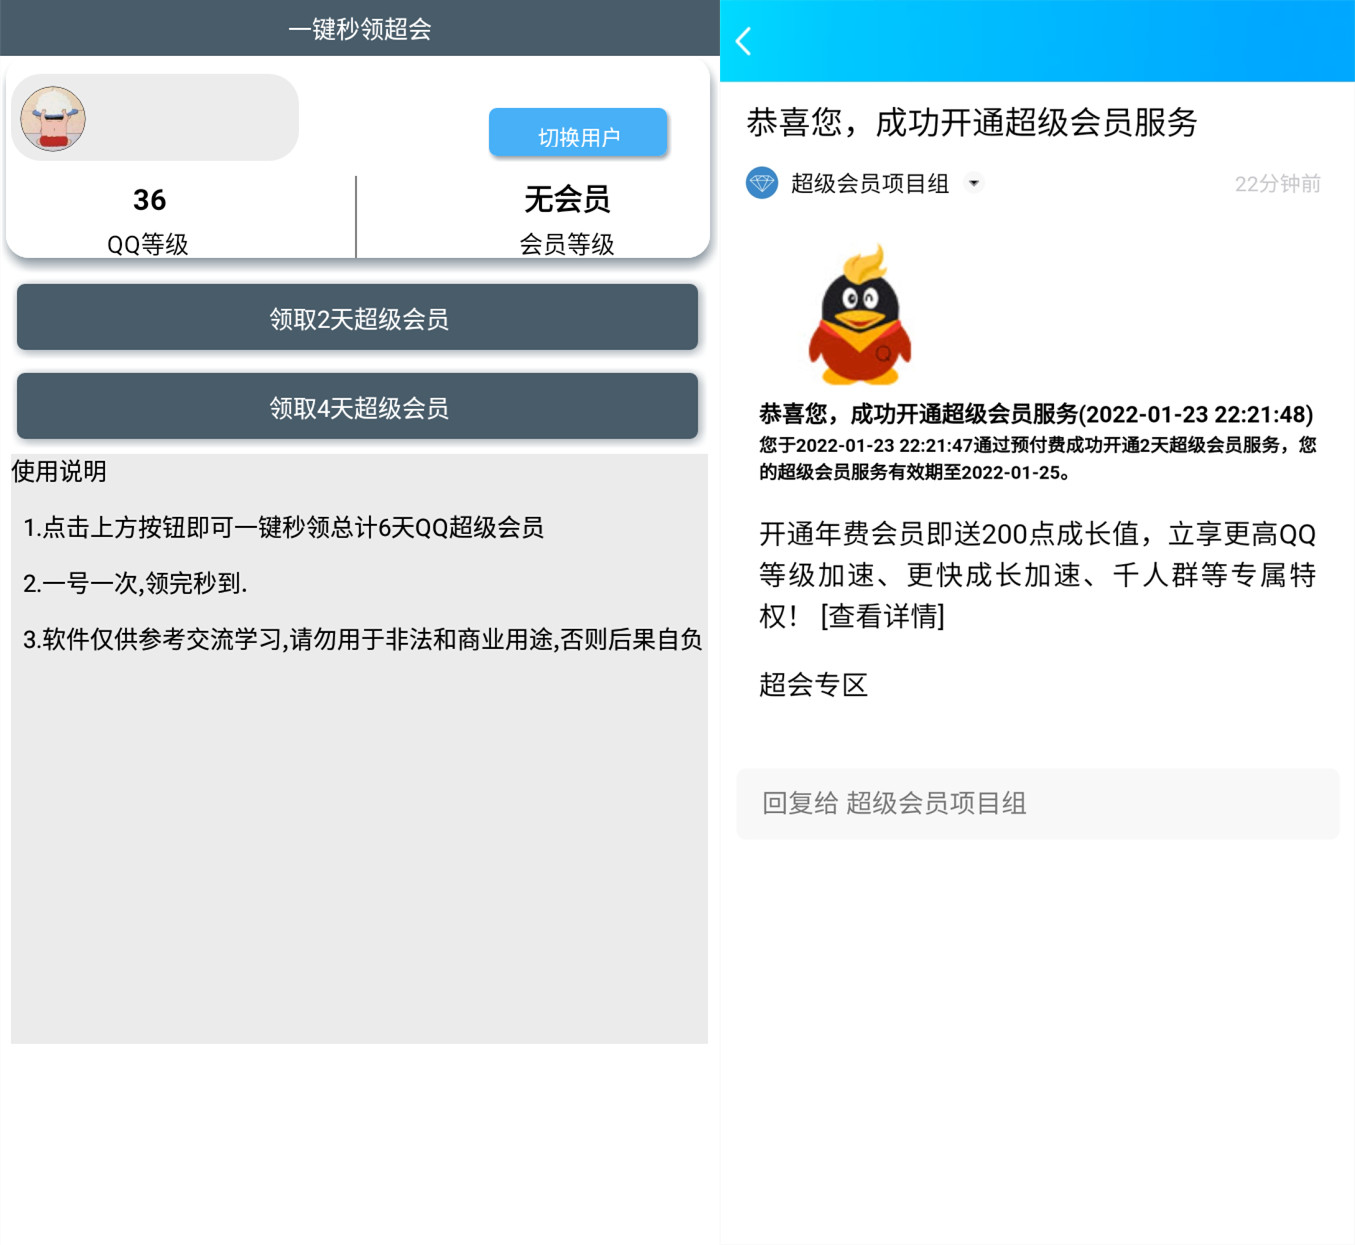 一键秒领超会
切换用户
36
无会员
QQ等级
会员等级
领取2天超级会员
领取4天超级会员
使用说明
1.点击上方按钮即可一键秒领总计6天QQ超级会员
2.一号一次,领完秒到.
3.软件仅供参考交流学习,请勿用于非法和商业用途,否则后果自负
恭喜您，成功开通超级会员服务
超级会员项目组
22分钟前
恭喜您，成功开通超级会员服务(2022-01-23 22:21:48)
您于2022-01-23 22:21:47通过预付费成功开通2天超级会员服务，您
的超级会员服务有效期至2022-01-25。
开通年费会员即送200点成长值，立享更高QQ
等级加速、更快成长加速、千人群等专属特
权！ [查看详情]
超会专区
回复给 超级会员项目组